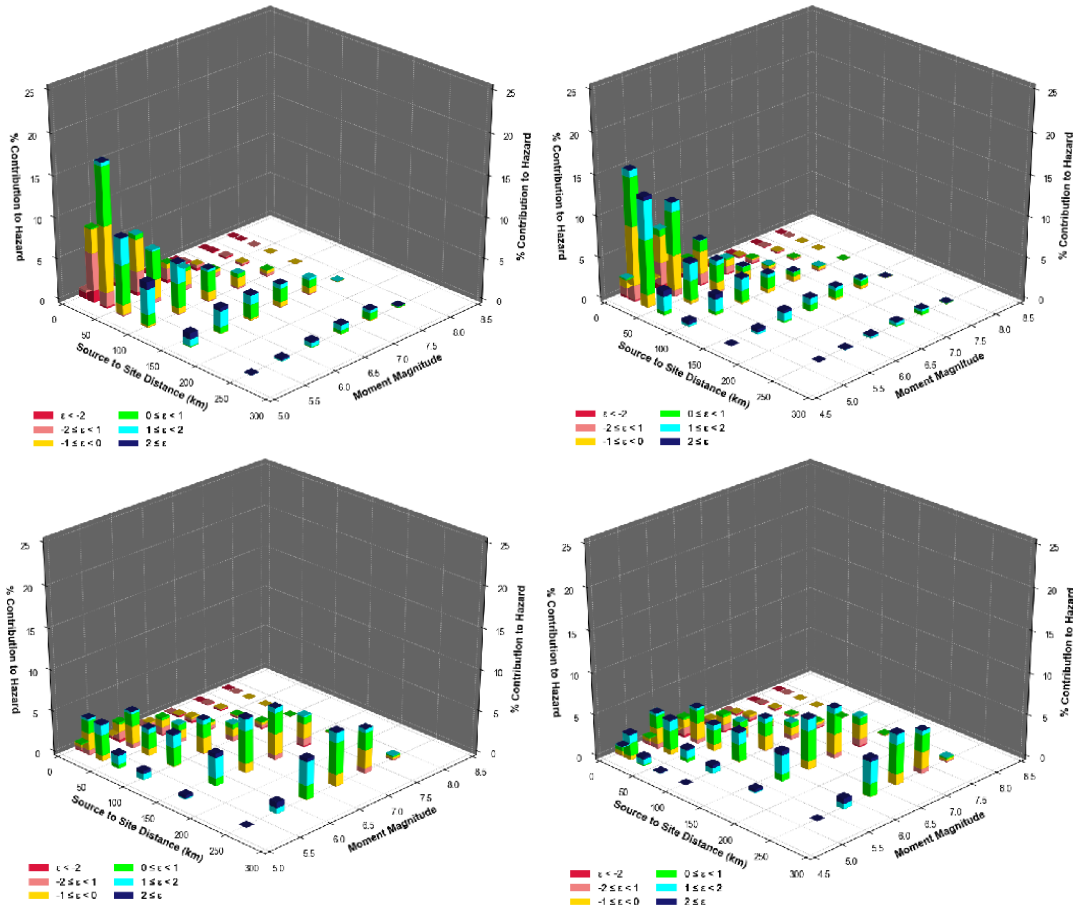 % Contribution to Hazard
25
20
15
10
5
0
% Contribution to Hazard
25
20
15
10
5
0
0
50
100
150
200
250
300
Source to Site Distance (km)
5.0
5.5
6.0
6.5
7.0
7.5
8.0
8.5
Moment Magnitude
ε < -2
-2 ≤ ε < 1
-1 ≤ ε < 0
0 ≤ ε < 1
1 ≤ ε < 2
2 ≤ ε
% Contribution to Hazard
25
20
15
10
5
0
% Contribution to Hazard
25
20
15
10
5
0
0
50
100
150
200
250
300
Source to Site Distance (km)
4.5
5.0
5.5
6.0
6.5
7.0
7.5
8.0
8.5
Moment Magnitude
ε < -2
-2 ≤ ε < 1
-1 ≤ ε < 0
0 ≤ ε < 1
1 ≤ ε < 2
2 ≤ ε
% Contribution to Hazard
25
20
15
10
5
0
% Contribution to Hazard
25
20
15
10
5
0
0
50
100
150
200
250
300
Source to Site Distance (km)
5.0
5.5
6.0
6.5
7.0
7.5
8.0
8.5
Moment Magnitude
ε < -2
-2 ≤ ε < 1
-1 ≤ ε < 0
0 ≤ ε < 1
1 ≤ ε < 2
2 ≤ ε
% Contribution to Hazard
25
20
15
10
5
0
% Contribution to Hazard
25
20
15
10
5
0
0
50
100
150
200
250
300
Source to Site Distance (km)
4.5
5.0
5.5
6.0
6.5
7.0
7.5
8.0
8.5
Moment Magnitude
ε < -2
-2 ≤ ε < 1
-1 ≤ ε < 0
0 ≤ ε < 1
1 ≤ ε < 2
2 ≤ ε